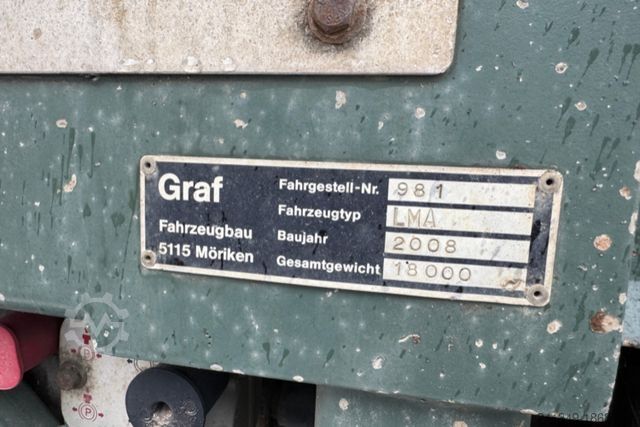 Graf
Fahrzeugbau
5115 Möriken
Fahrgestell-Nr. 981
Fahrzeugtyp LMA
Baujahr 2008
Gesamtgewicht 18000
P
P